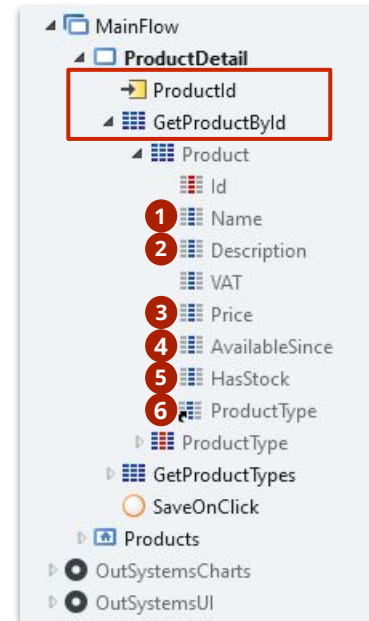 MainFlow
ProductDetail
ProductId
GetProductById
Product
Id
1 Name
2 Description
VAT
3 Price
4 AvailableSince
5 HasStock
6 ProductType
ProductType
GetProductTypes
SaveOnClick
Products
OutSystemsCharts
OutSystemsUI